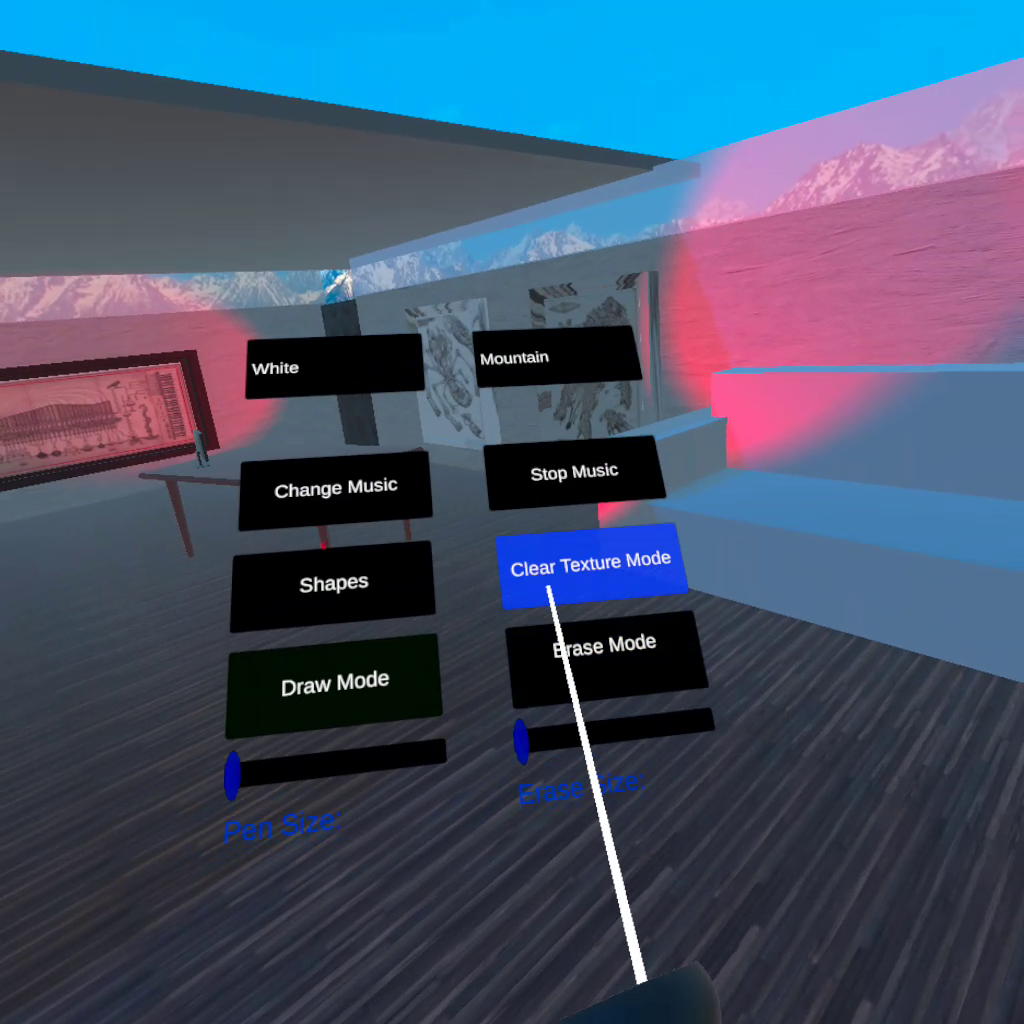 White
Mountain
Change Music
Stop Music
Shapes
Clear Texture Mode
Draw Mode
Erase Mode
Pen Size:
Erase Size: